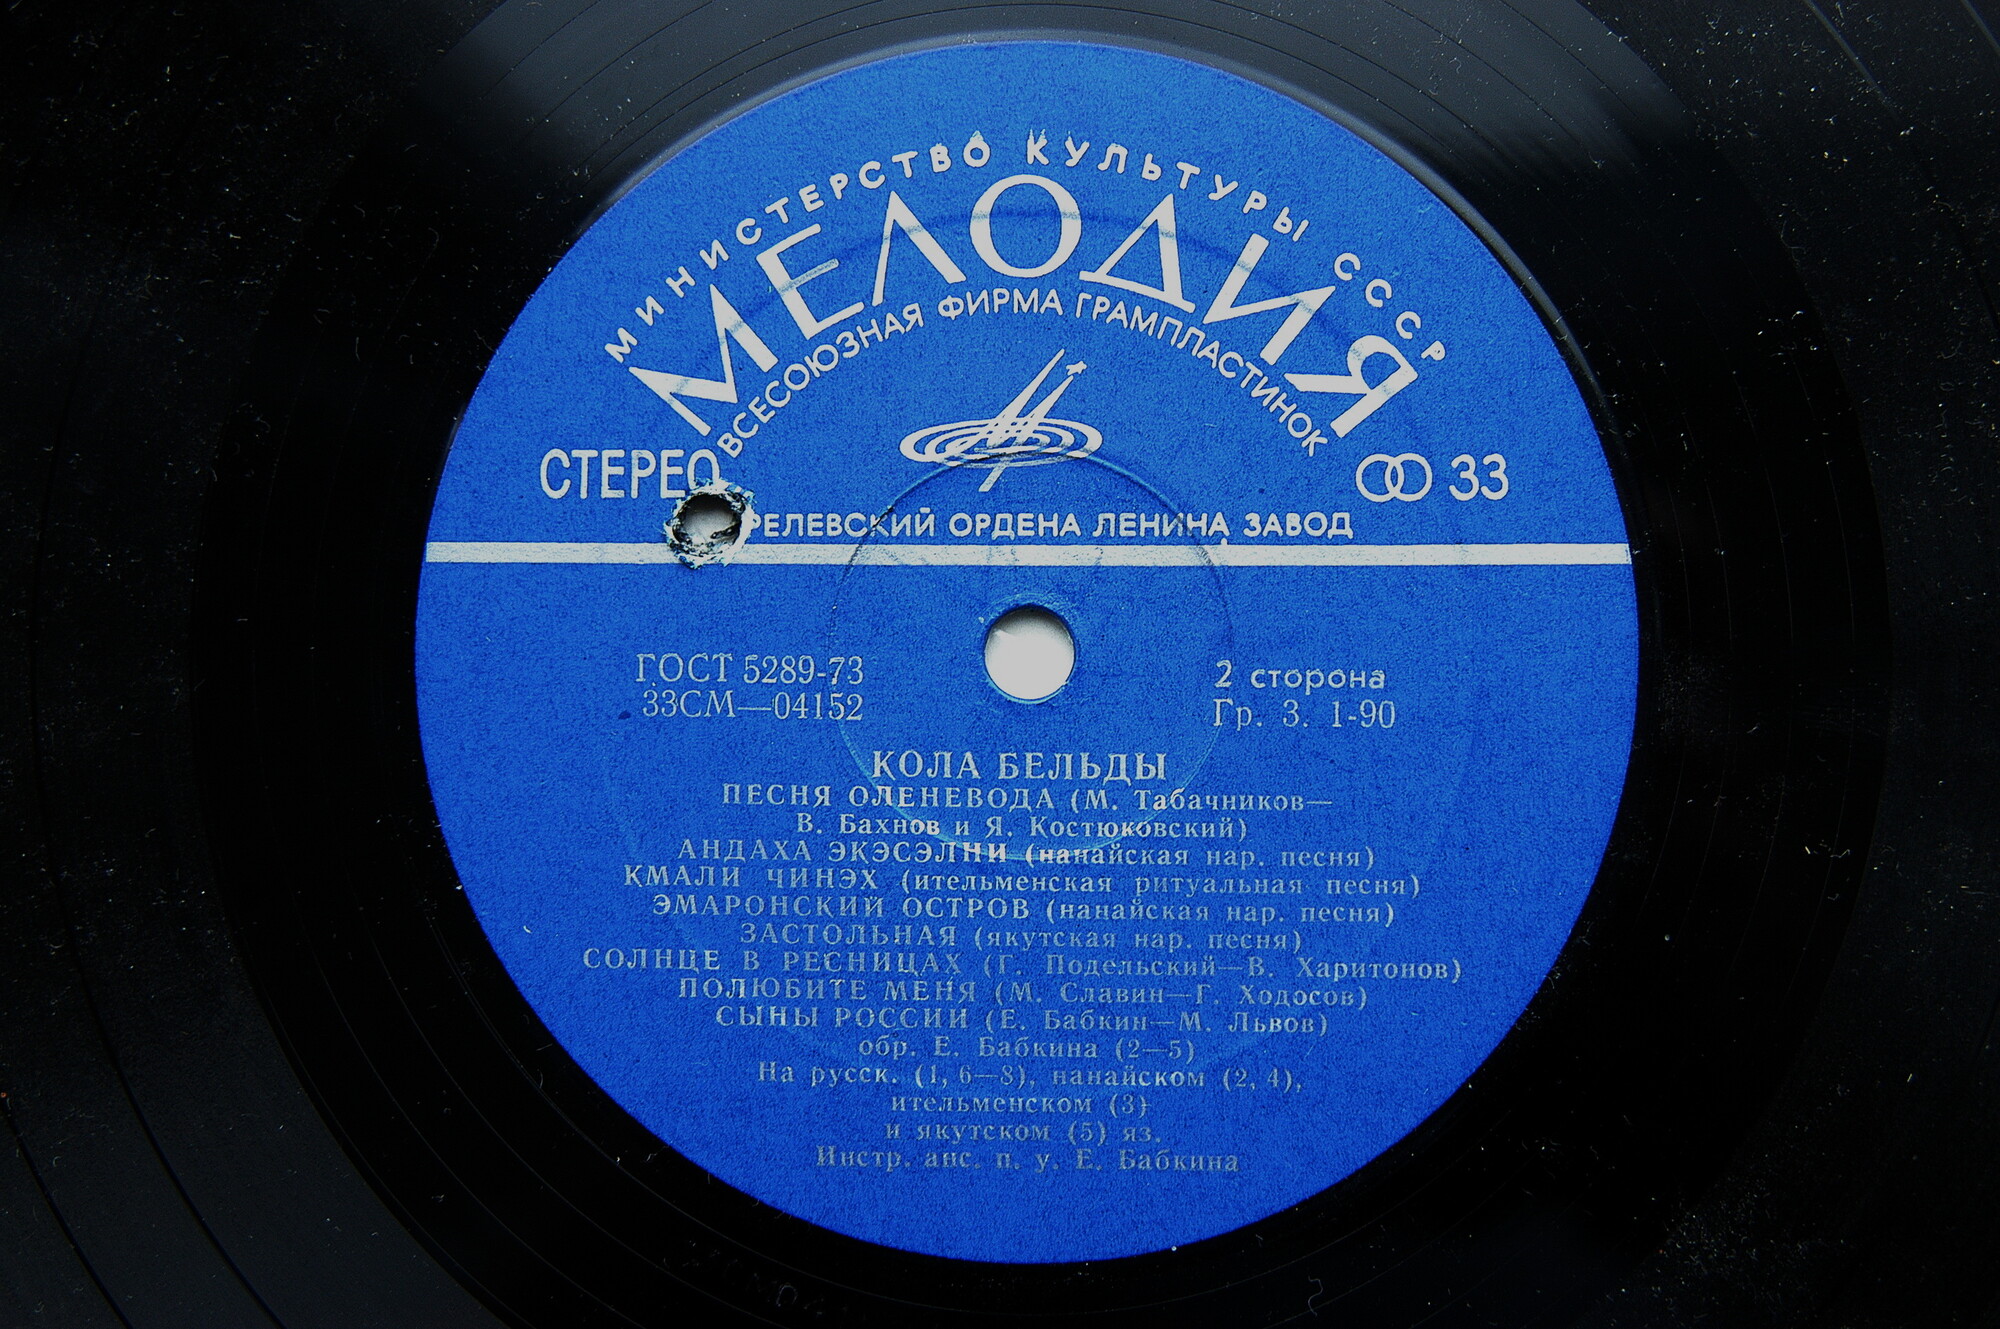 МИНИСТЕРСТВО КУЛЬТУРЫ СССР
МЕЛОДИЯ
ВСЕСОЮЗНАЯ ФИРМА ГРАМПЛАСТИНОК
СТЕРЕО 33
РЕЛЕВСКИЙ ОРДЕНА ЛЕНИНА ЗАВОД
ГОСТ 5289-73
33СМ—04152
2 сторона
Гр. 3. 1-90
КОЛА БЕЛЬДЫ
ПЕСНЯ ОЛЕНЕВОДА (М. Табачников—
В. Бахнов и Я. Костюковский)
АНДАХА ЭКЭСЭЛНИ (нанайская нар. песня)
КМАЛИ ЧИНЭХ (ительменская ритуальная песня)
ЭМАРОНСКИЙ ОСТРОВ (нанайская нар. песня)
ЗАСТОЛЬНАЯ (якутская нар. песня)
СОЛНЦЕ В РЕСНИЦАХ (Г. Подельский—В. Харитонов)
ПОЛЮБИТЕ МЕНЯ (М. Славин—Г. Ходосов)
СЫНЫ РОССИИ (Е. Бабкин—М. Львов)
обр. Е. Бабкина (2—5)
На русск. (1, 6—8), нанайском (2, 4),
ительменском (3)
и якутском (5) яз.
Инстр. анс. п. у. Е. Бабкина